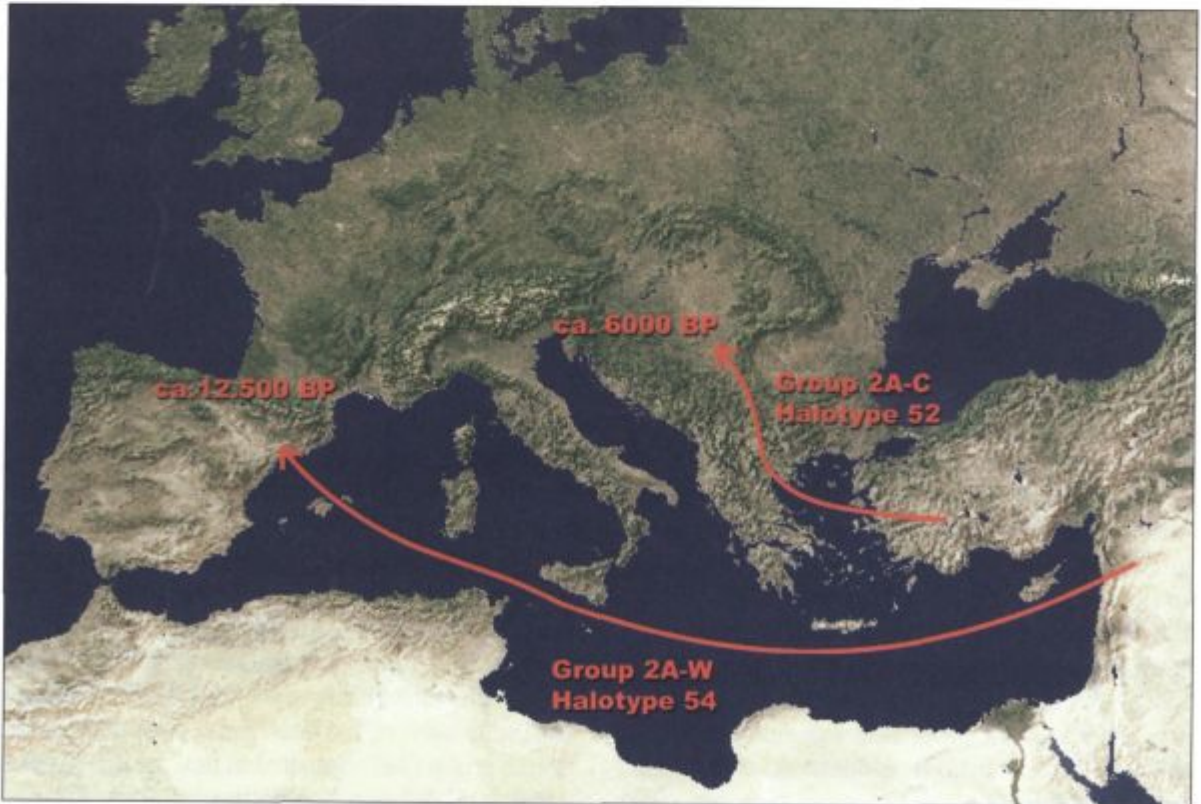 ca. 6000 BP
ca.12.500 BP
Group 2A-C
Halotype 52
Group 2A-W
Halotype 54